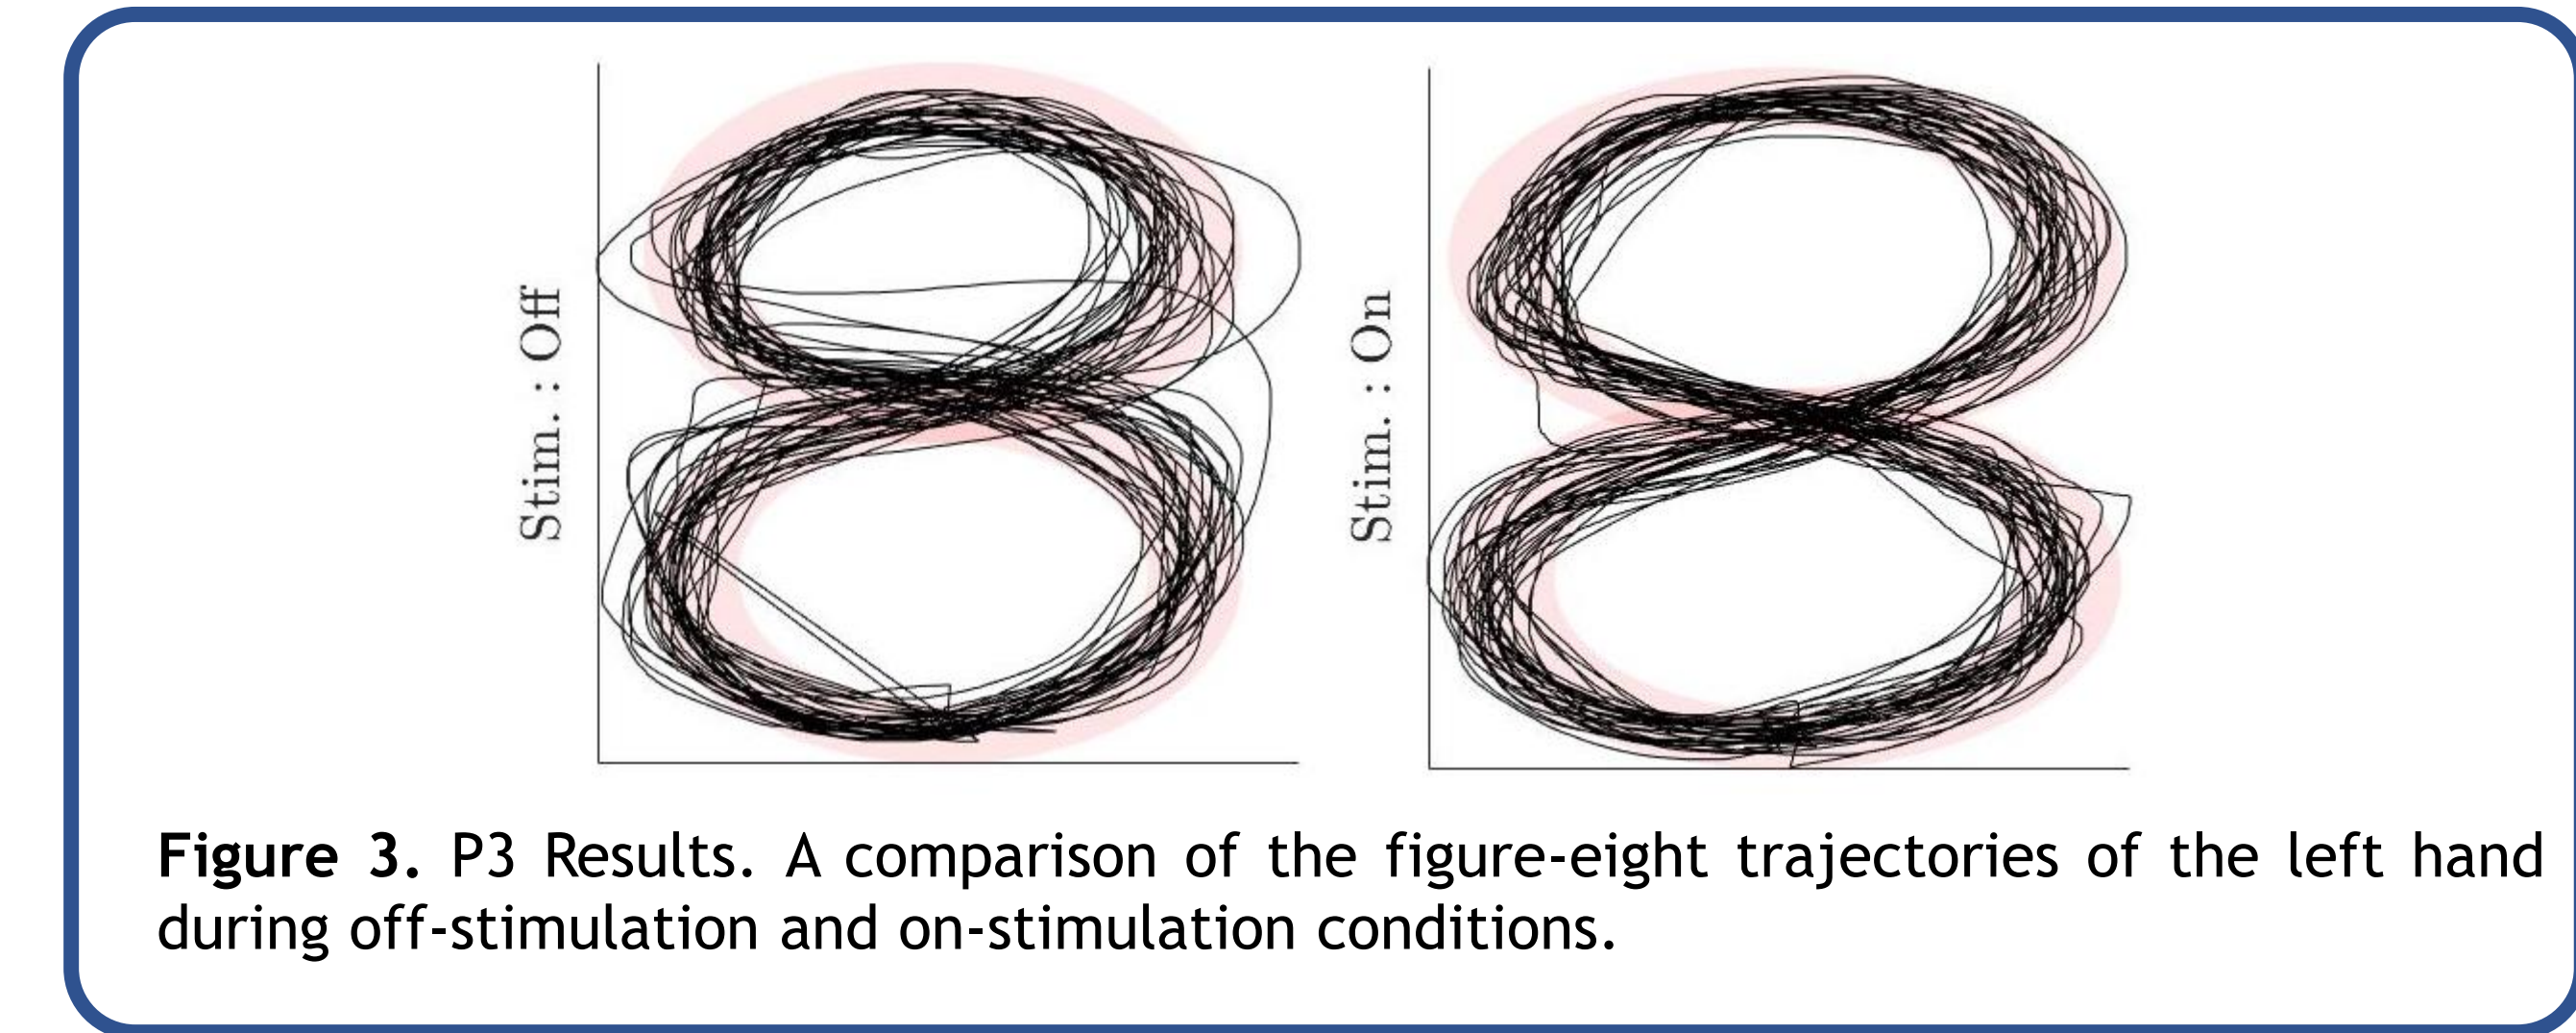 Stim. : Off
Stim. : On
Figure 3. P3 Results. A comparison of the figure-eight trajectories of the left hand
during off-stimulation and on-stimulation conditions.